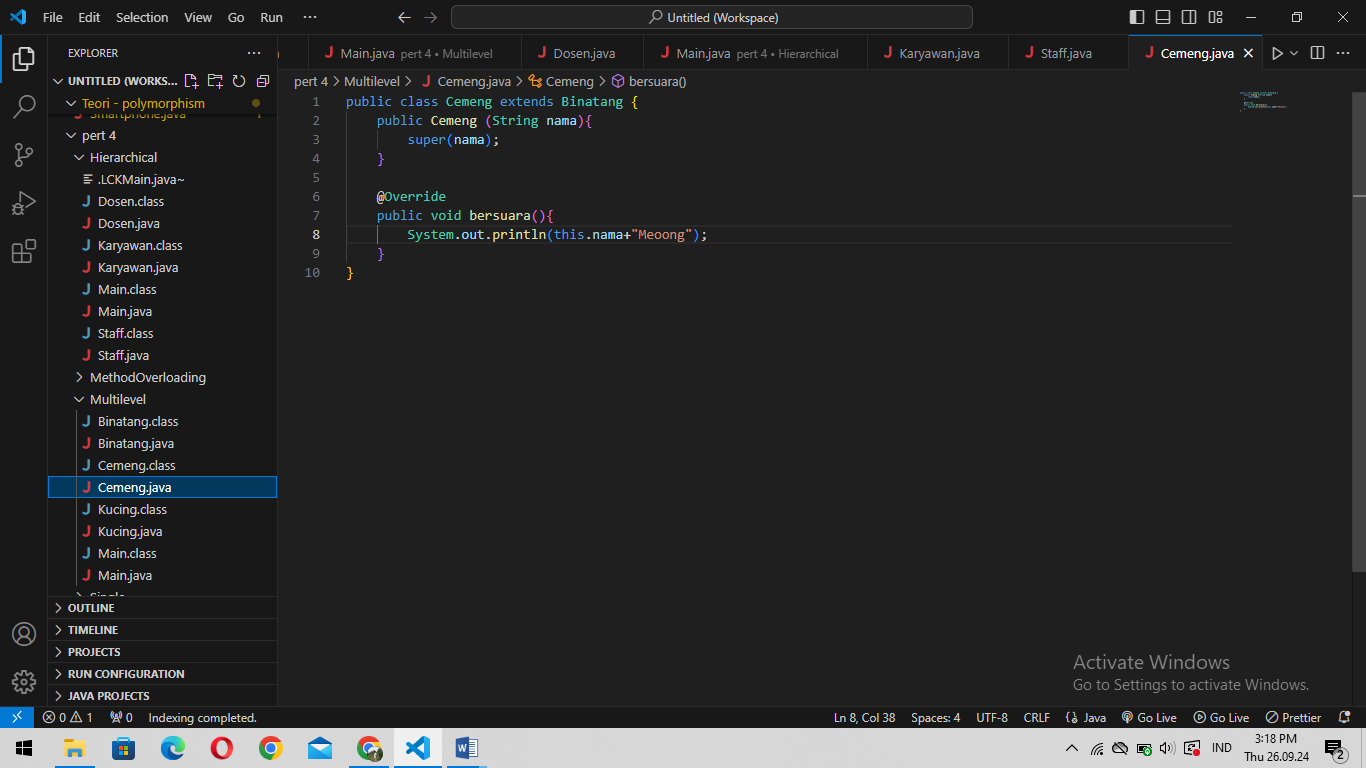 File Edit Selection View Go Run ··· Untitled (Workspace)
EXPLORER ···
Main.java pert 4 • Multilevel Dosen.java Main.java pert 4 • Hierarchical Karyawan.java Staff.java Cemeng.java
UNTITLED (WORKS...
pert 4 > Multilevel > Cemeng.java > Cemeng > bersuara()
Teori - polymorphism
Smartphone.java
pert 4
Hierarchical
.LCKMain.java~
Dosen.class
Dosen.java
Karyawan.class
Karyawan.java
Main.class
Main.java
Staff.class
Staff.java
MethodOverloading
Multilevel
Binatang.class
Binatang.java
Cemeng.class
Cemeng.java
Kucing.class
Kucing.java
Main.class
Main.java
Single
OUTLINE
TIMELINE
PROJECTS
RUN CONFIGURATION
JAVA PROJECTS
1 public class Cemeng extends Binatang {
2 public Cemeng (String nama){
3 super(nama);
4 }
5
6 @Override
7 public void bersuara(){
8 System.out.println(this.nama+"Meoong");
9 }
10 }
Activate Windows
Go to Settings to activate Windows.
0 1 0 Indexing completed. Ln 8, Col 38 Spaces: 4 UTF-8 CRLF Java Go Live Go Live Prettier
IND 3:18 PM
Thu 26.09.24 2